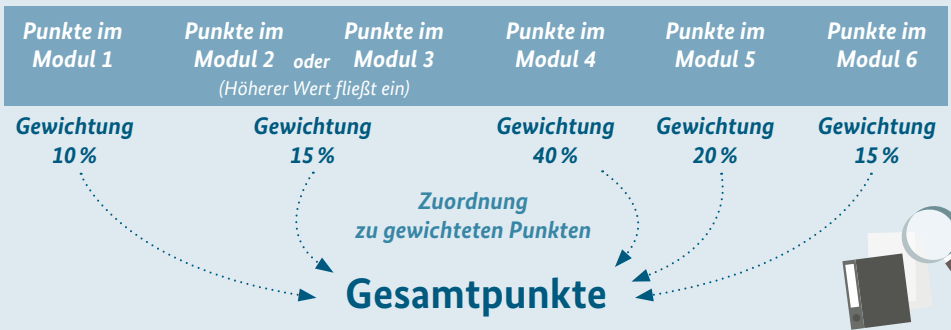 Punkte im Modul 1
Punkte im Modul 2 oder Punkte im Modul 3
(Höherer Wert fließt ein)
Punkte im Modul 4
Punkte im Modul 5
Punkte im Modul 6
Gewichtung 10 %
Gewichtung 15 %
Gewichtung 40 %
Gewichtung 20 %
Gewichtung 15 %
Zuordnung
zu gewichteten Punkten
Gesamtpunkte